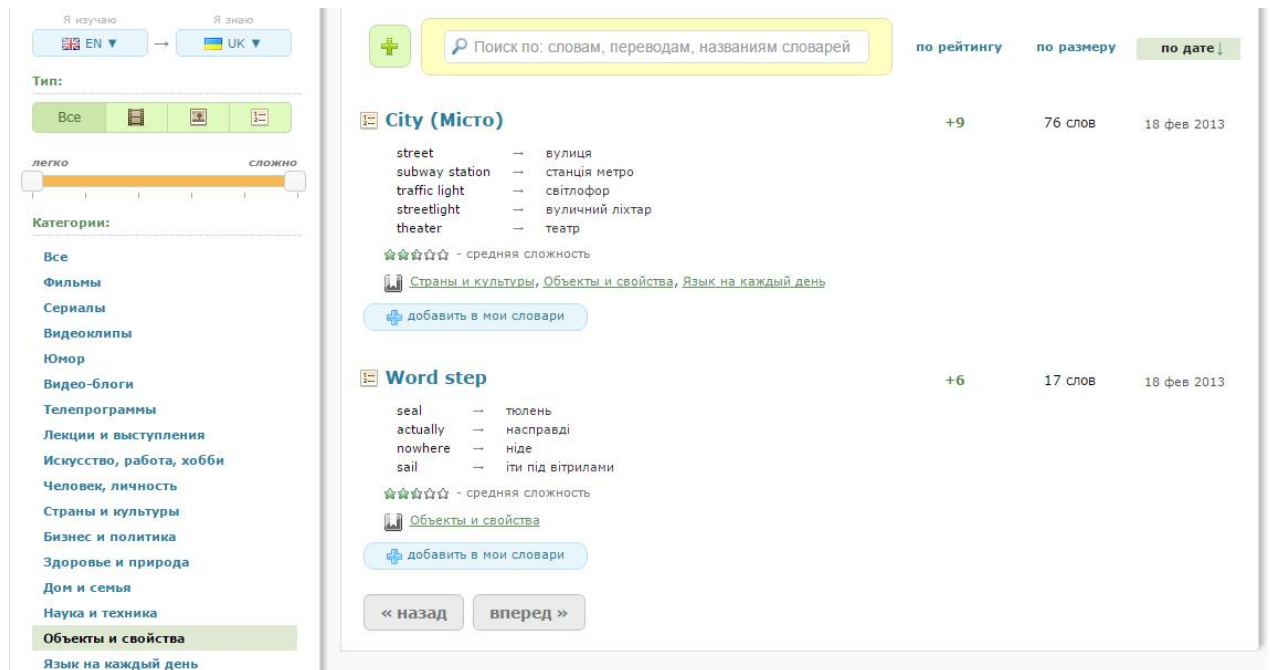 Я изучаю Я знаю
EN ▼ → UK ▼
Тип:
Все
легко сложно
Категории:
Все
Фильмы
Сериалы
Видеоклипы
Юмор
Видео-блоги
Телепрограммы
Лекции и выступления
Искусство, работа, хобби
Человек, личность
Страны и культуры
Бизнес и политика
Здоровье и природа
Дом и семья
Наука и техника
Объекты и свойства
Язык на каждый день
Поиск по: словам, переводам, названиям словарей по рейтингу по размеру по дате ↓
City (Місто) +9 76 слов 18 фев 2013
street → вулиця
subway station → станція метро
traffic light → світлофор
streetlight → вуличний ліхтар
theater → театр
- средняя сложность
Страны и культуры, Объекты и свойства, Язык на каждый день
добавить в мои словари
Word step +6 17 слов 18 фев 2013
seal → тюлень
actually → насправді
nowhere → ніде
sail → іти під вітрилами
- средняя сложность
Объекты и свойства
добавить в мои словари
« назад вперед »